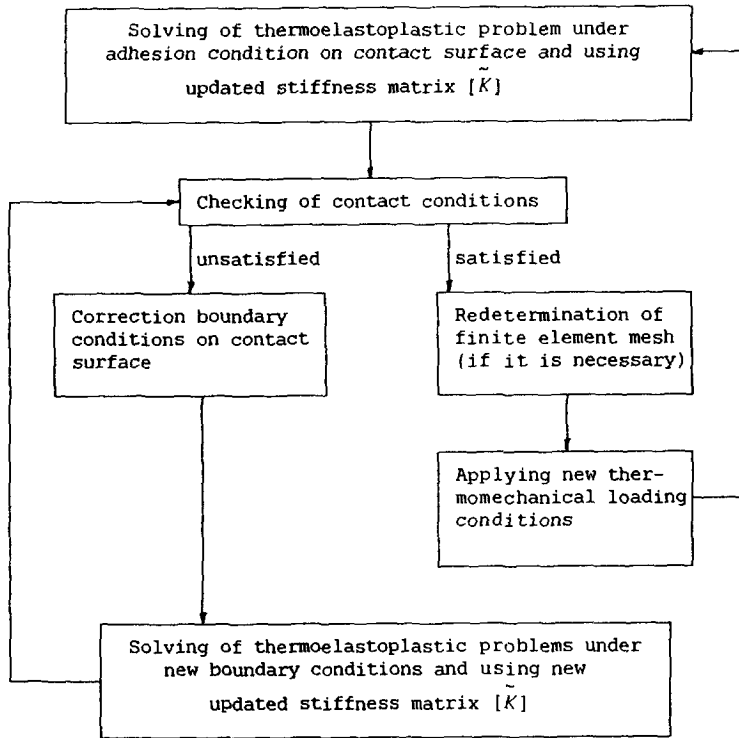 Solving of thermoelastoplastic problem under
adhesion condition on contact surface and using
updated stiffness matrix [K̃]
Checking of contact conditions
unsatisfied
satisfied
Correction boundary
conditions on contact
surface
Redetermination of
finite element mesh
(if it is necessary)
Applying new ther-
momechanical loading
conditions
Solving of thermoelastoplastic problems under
new boundary conditions and using new
updated stiffness matrix [K̃]